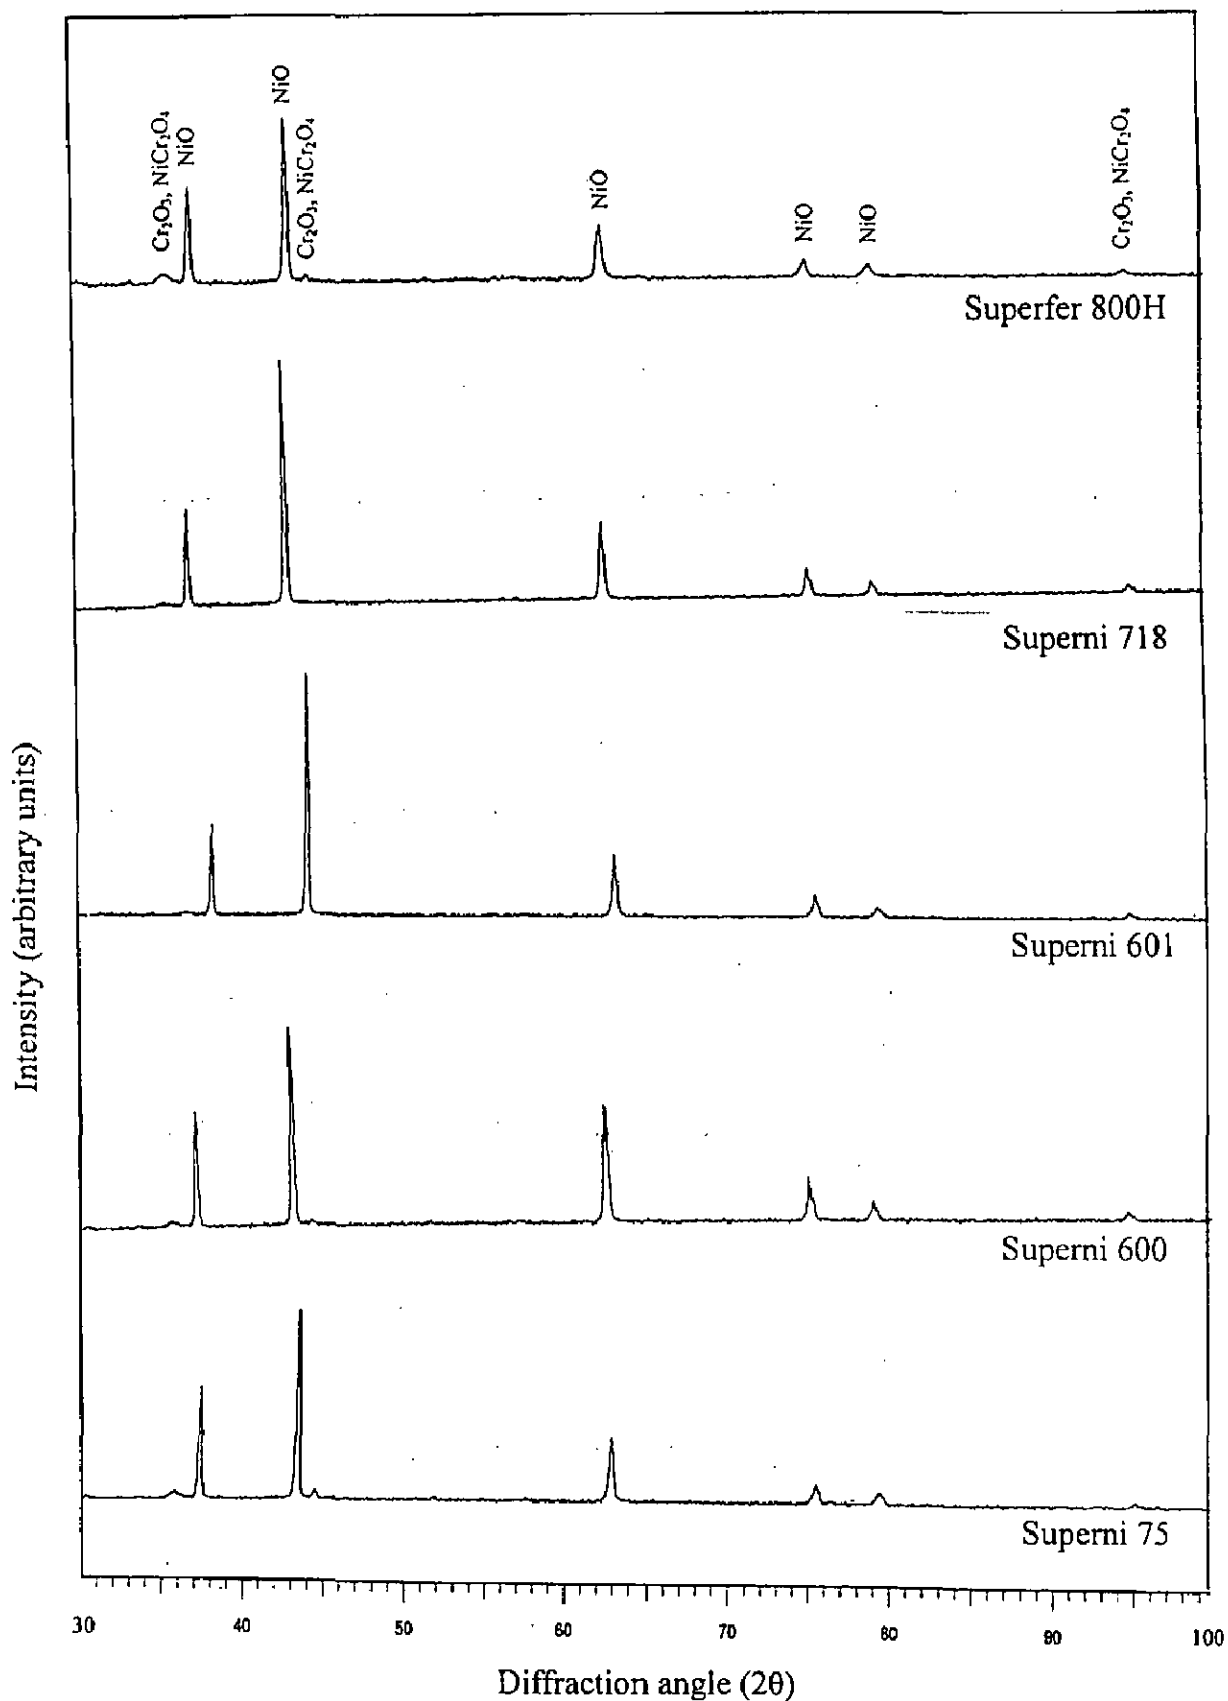 Cr₂O₃, NiCr₂O₄
NiO
NiO
Cr₂O₃, NiCr₂O₄
NiO
NiO
NiO
Cr₂O₃, NiCr₂O₄
Superfer 800H
Superni 718
Superni 601
Superni 600
Superni 75
Intensity (arbitrary units)
30 40 50 60 70 80 90 100
Diffraction angle (2θ)